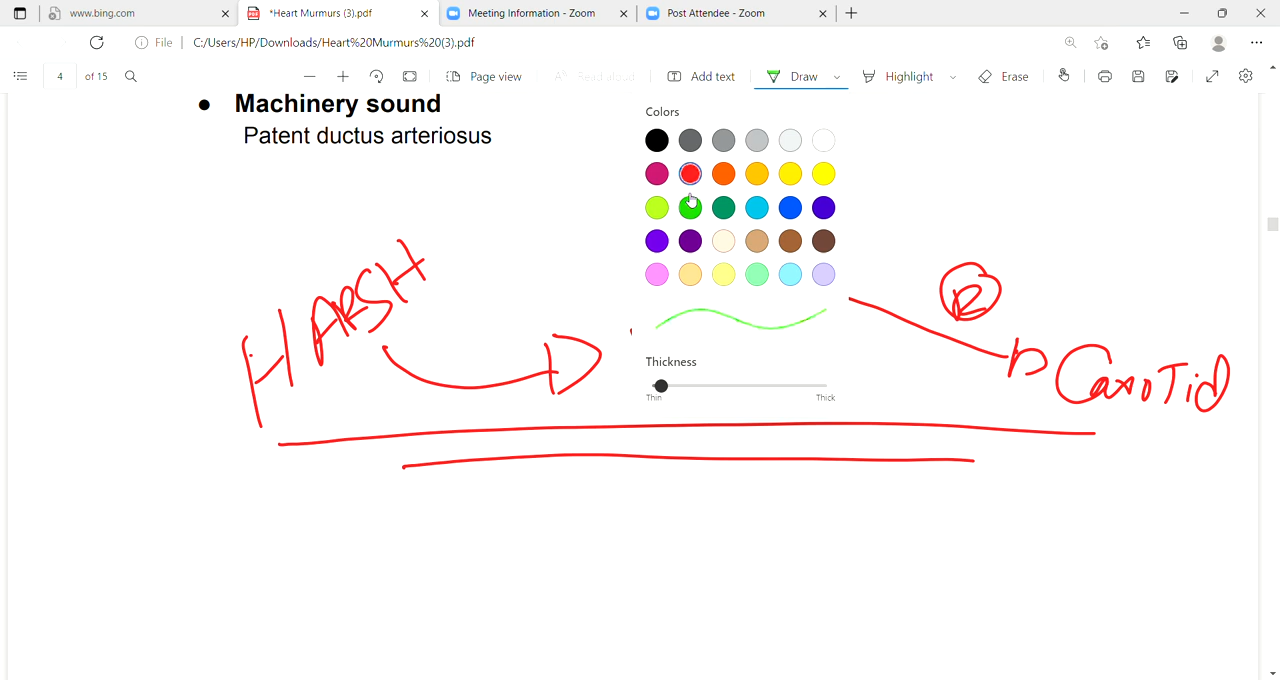 www.bing.com
*Heart Murmurs (3).pdf
Meeting Information - Zoom
Post Attendee - Zoom
File
C:/Users/HP/Downloads/Heart%20Murmurs%20(3).pdf
4 of 15
Page view
Read aloud
Add text
Draw
Highlight
Erase
● Machinery sound
Patent ductus arteriosus
Colors
Thickness
Thin
Thick
HARSH
R
Carotid